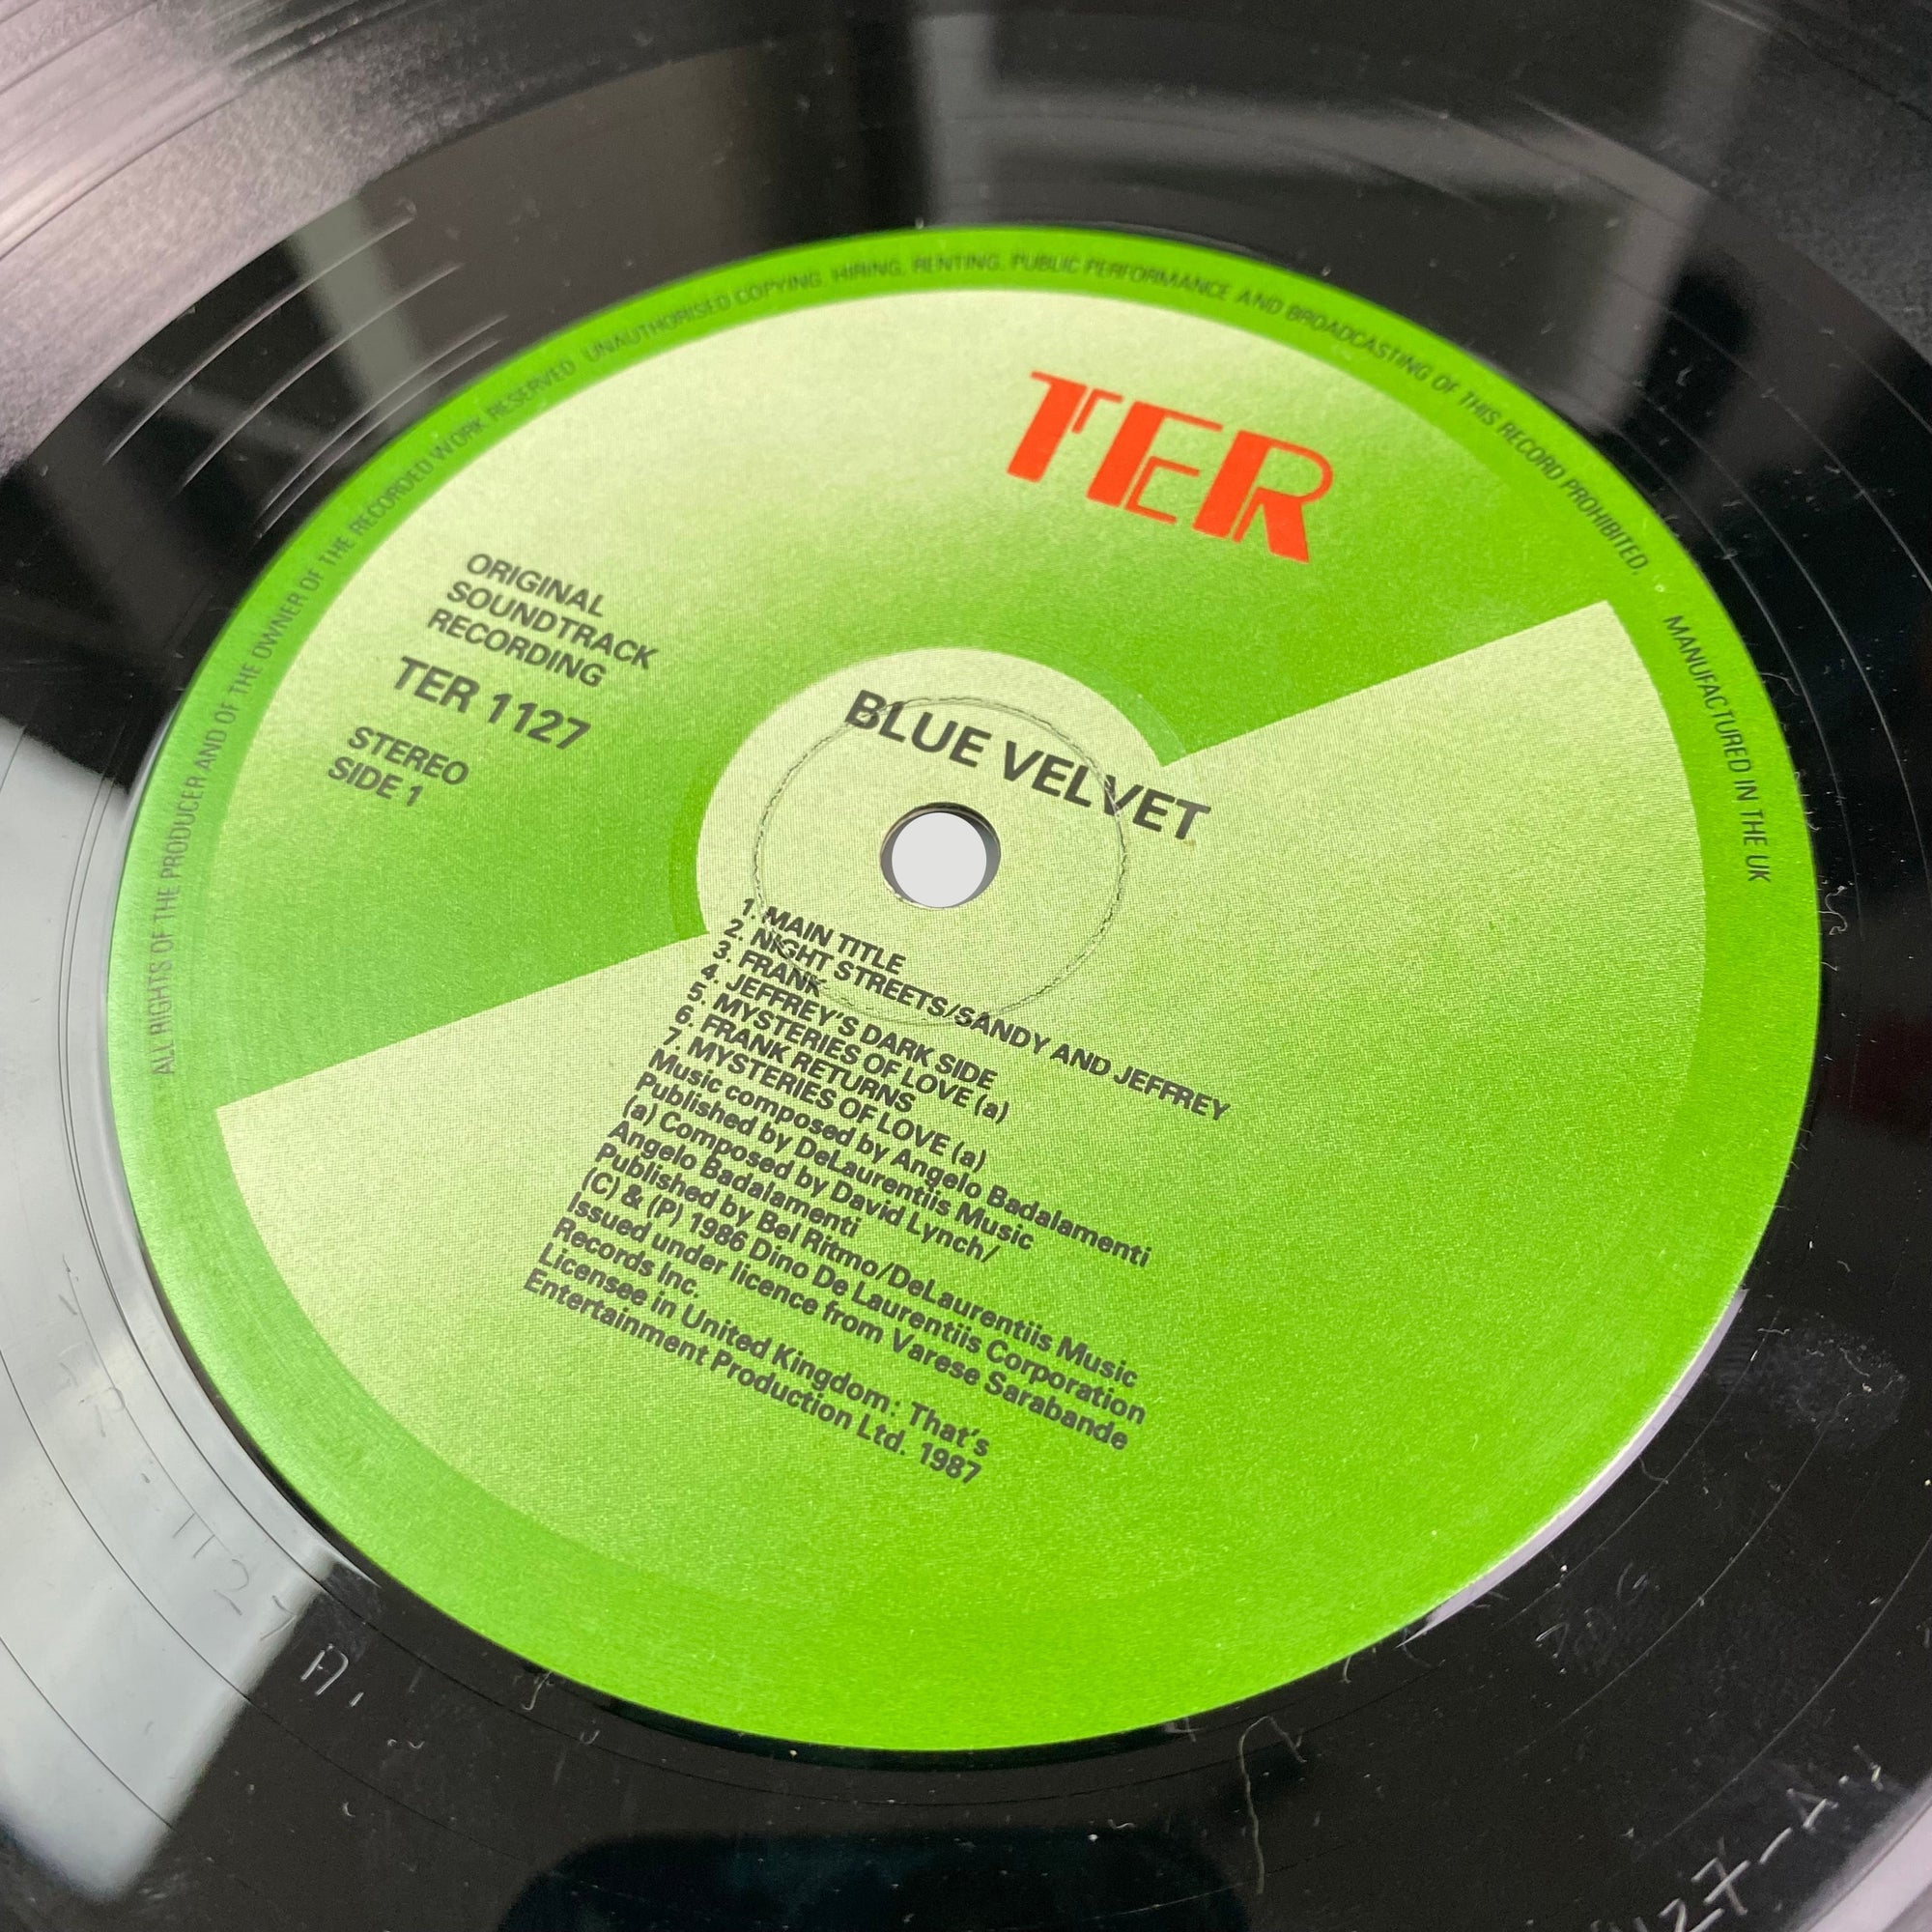 ALL RIGHTS OF THE PRODUCER AND OF THE OWNER OF THE RECORDED WORK RESERVED. UNAUTHORISED COPYING, HIRING, RENTING, PUBLIC PERFORMANCE AND BROADCASTING OF THIS RECORD PROHIBITED.
MANUFACTURED IN THE UK
TER
ORIGINAL
SOUNDTRACK
RECORDING
TER 1127
STEREO
SIDE 1
BLUE VELVET
1. MAIN TITLE
2. NIGHT STREETS/SANDY AND JEFFREY
3. FRANK
4. JEFFREY'S DARK SIDE
5. MYSTERIES OF LOVE (a)
6. FRANK RETURNS
7. MYSTERIES OF LOVE (a)
Music composed by Angelo Badalamenti
Published by DeLaurentiis Music
(a) Composed by David Lynch/
Angelo Badalamenti
Published by Bel Ritmo/DeLaurentiis Music
(C) & (P) 1986 Dino De Laurentiis Corporation
Issued under licence from Varese Sarabande
Records Inc.
Licensee in United Kingdom: That's
Entertainment Production Ltd. 1987